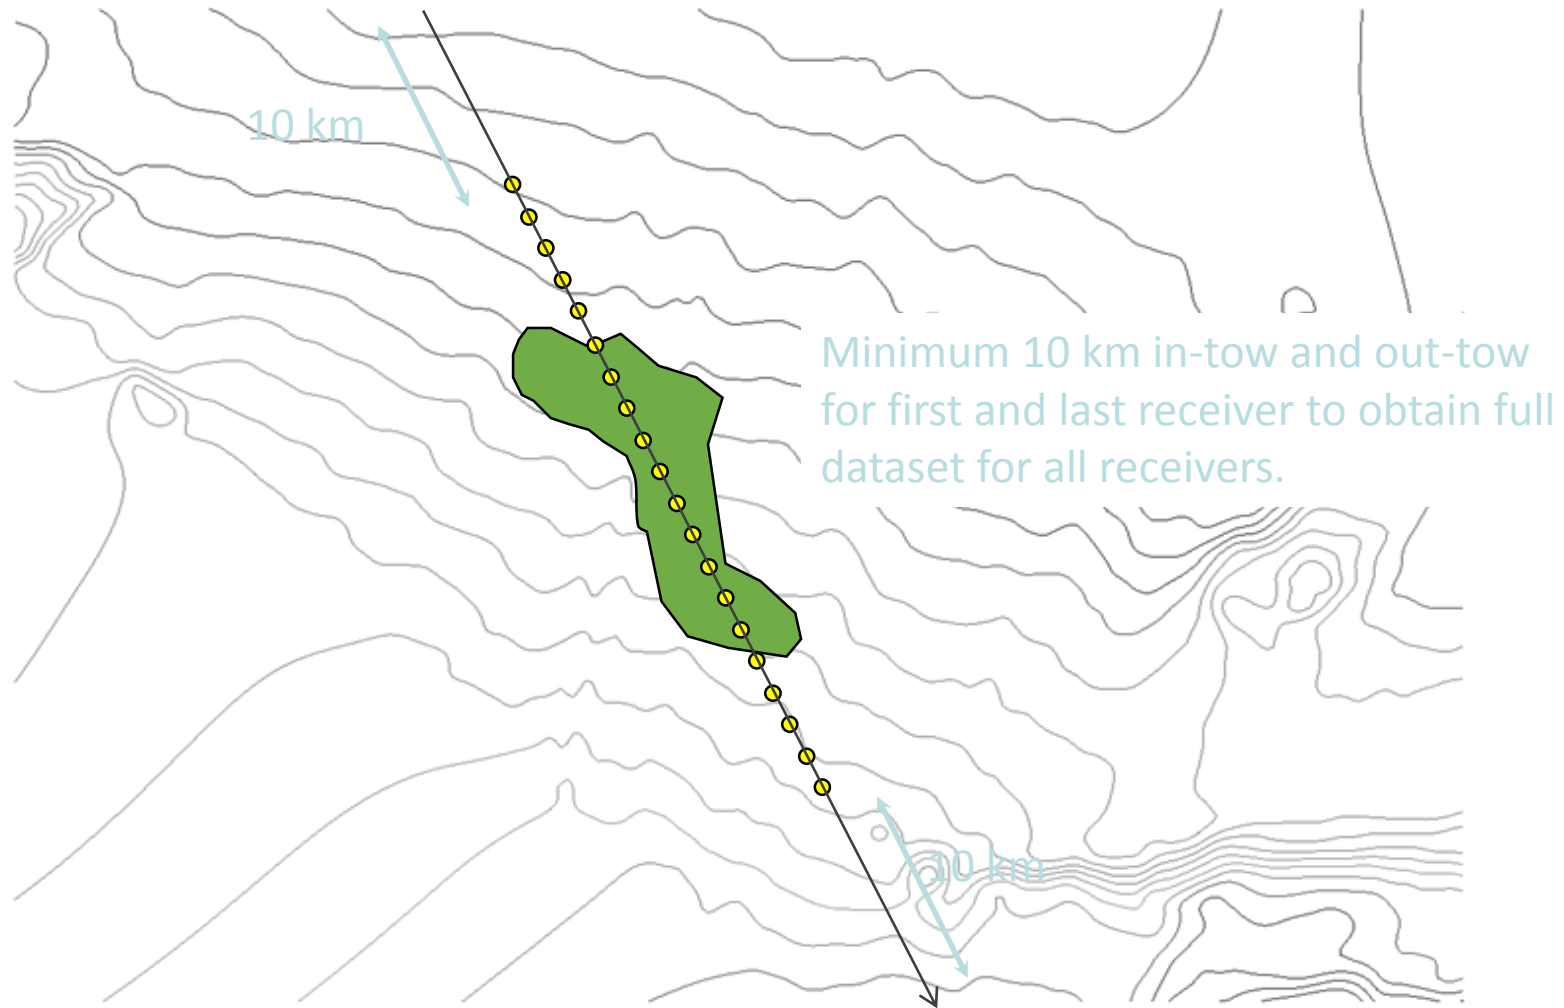 10 km
Minimum 10 km in-tow and out-tow
for first and last receiver to obtain full
dataset for all receivers.
10 km